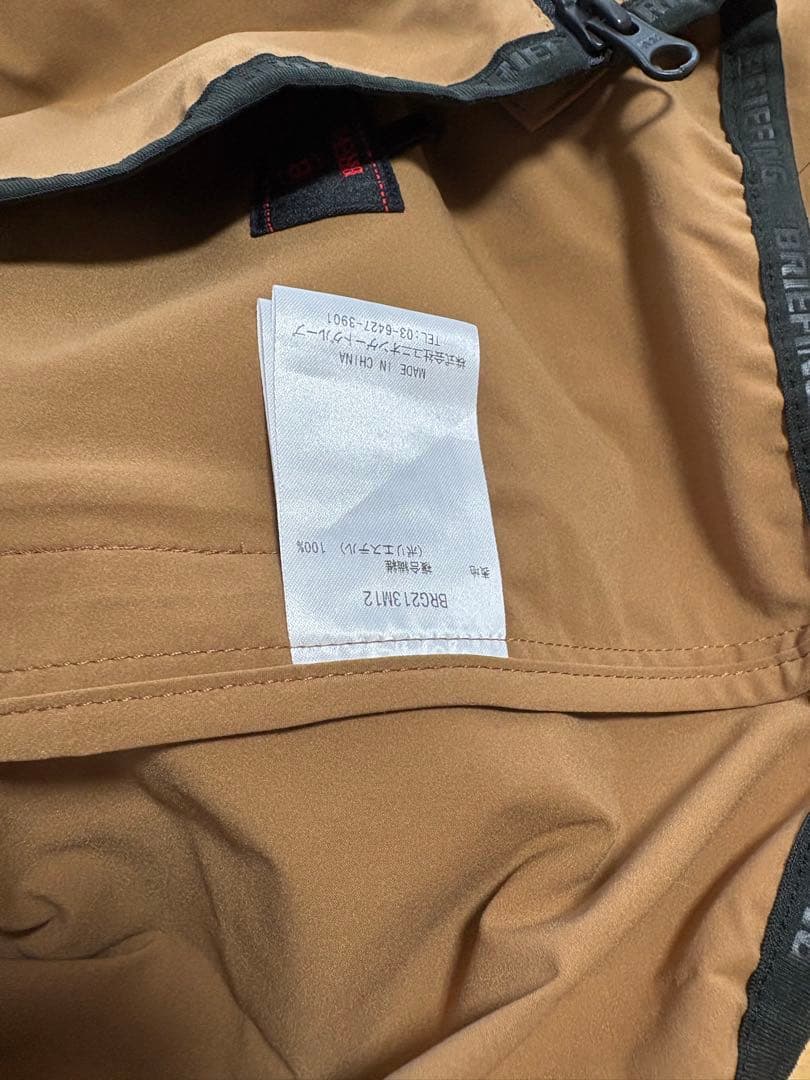 BRG213M12
表地
複合繊維
(ポリエステル) 100%
MADE IN CHINA
株式会社ユニオンゲートグループ
TEL:03-6427-3901
BRIEFING
BRIEFING